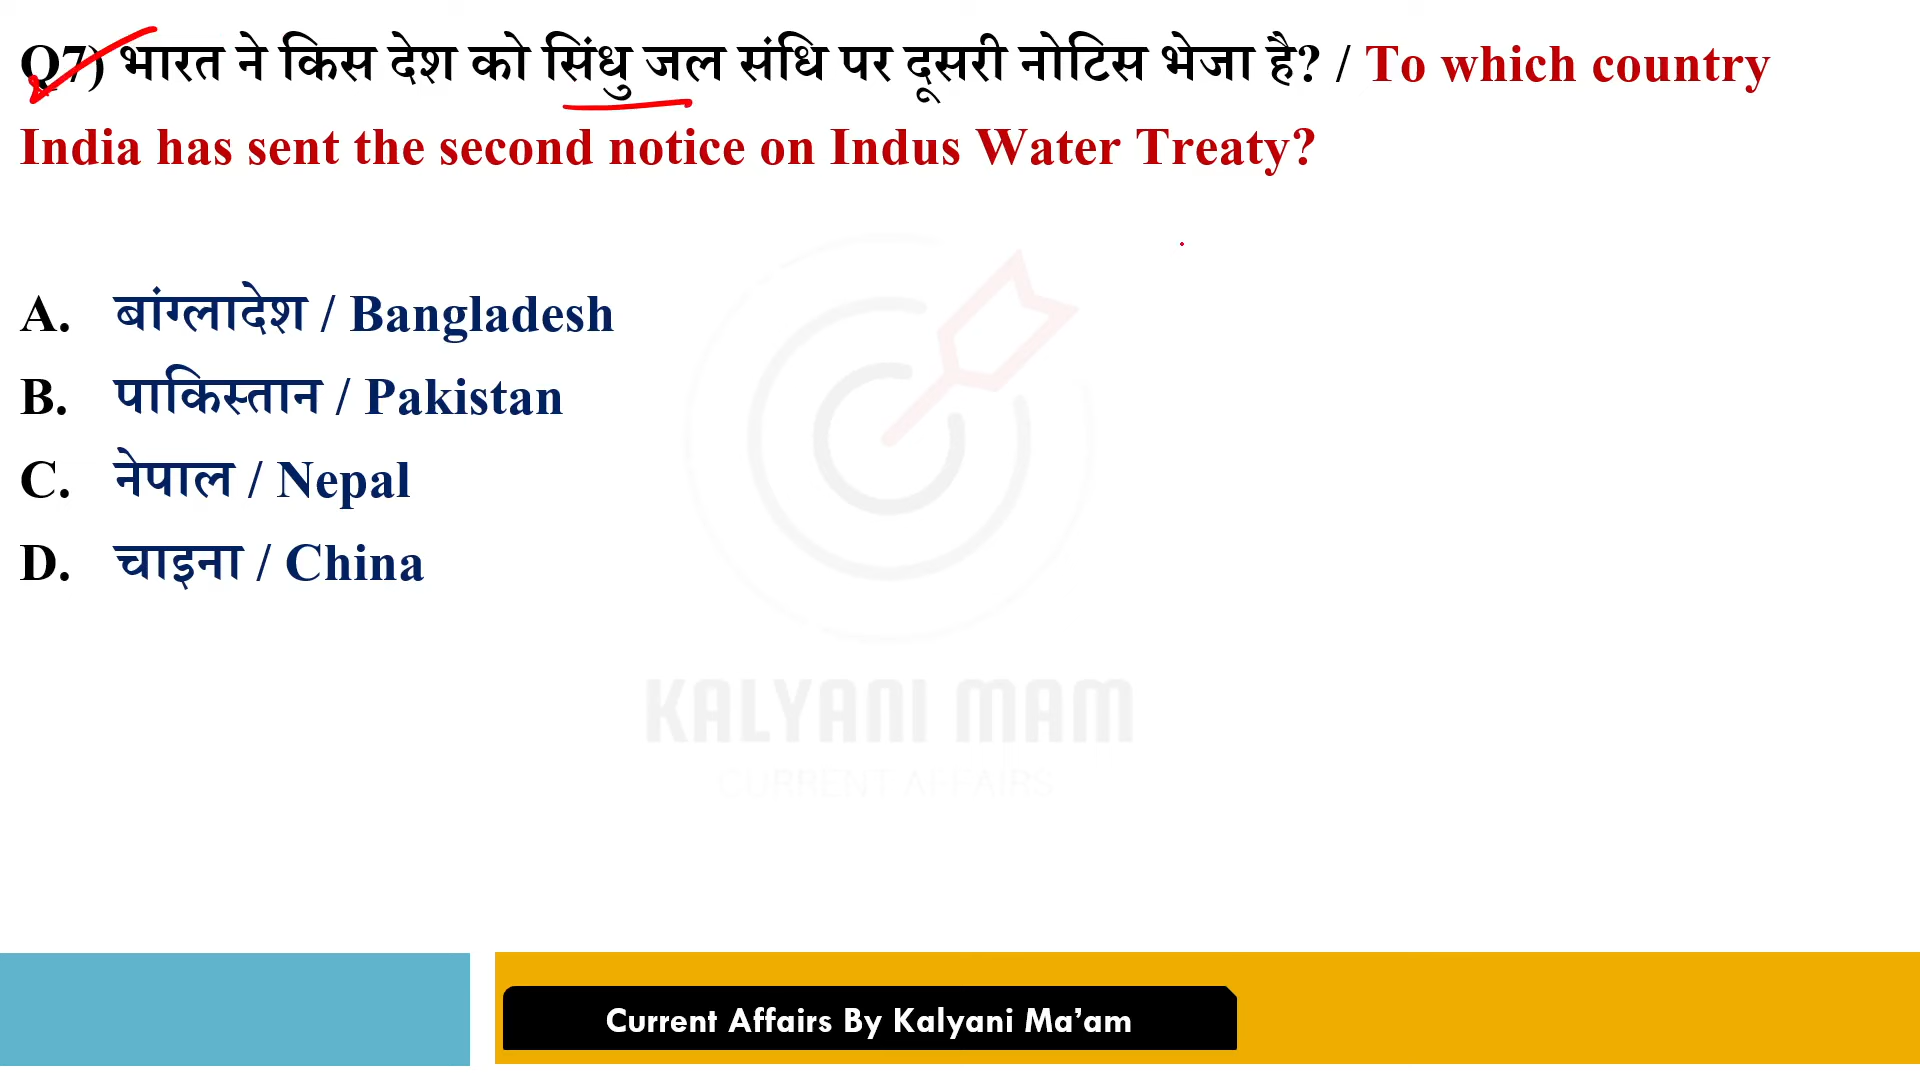 Q7) भारत ने किस देश को सिंधु जल संधि पर दूसरी नोटिस भेजा है? / To which country
India has sent the second notice on Indus Water Treaty?
A. बांग्लादेश / Bangladesh
B. पाकिस्तान / Pakistan
C. नेपाल / Nepal
D. चाइना / China
KALYANI MAM
CURRENT AFFAIRS
Current Affairs By Kalyani Ma’am